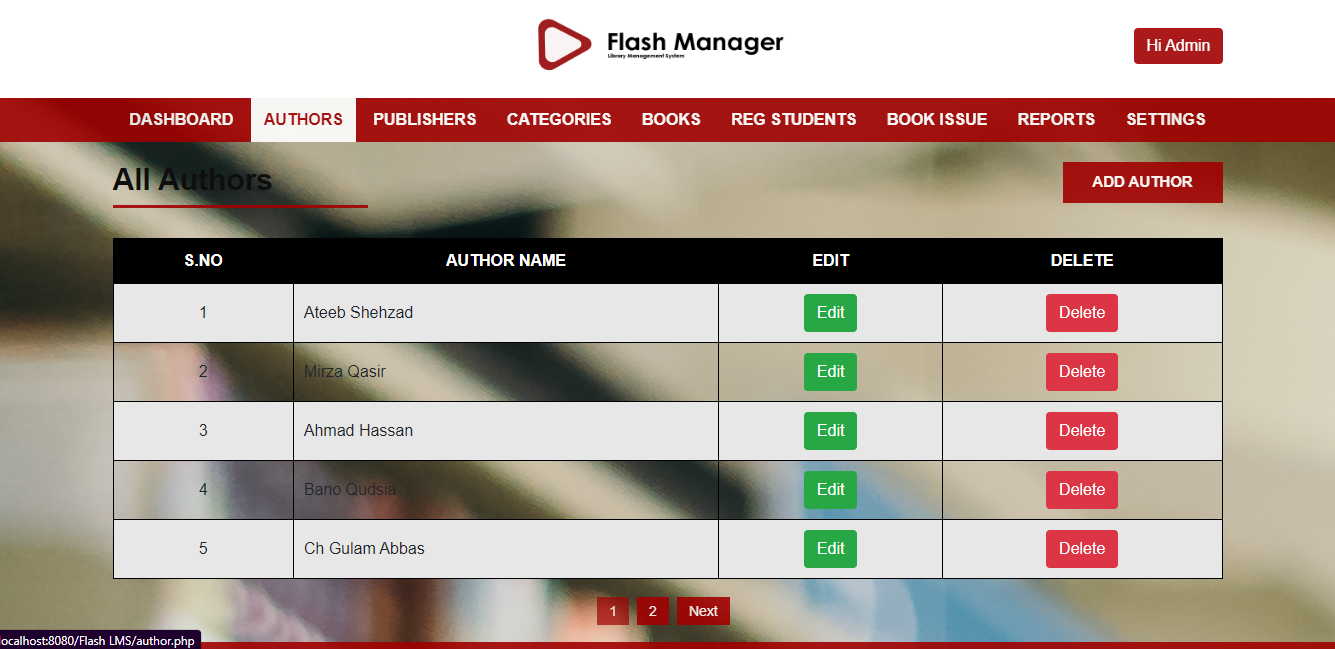 Flash Manager
Library Management System
Hi Admin
DASHBOARD AUTHORS PUBLISHERS CATEGORIES BOOKS REG STUDENTS BOOK ISSUE REPORTS SETTINGS
All Authors
ADD AUTHOR
S.NO AUTHOR NAME EDIT DELETE
1 Ateeb Shehzad Edit Delete
2 Mirza Qasir Edit Delete
3 Ahmad Hassan Edit Delete
4 Bano Qudsia Edit Delete
5 Ch Gulam Abbas Edit Delete
1 2 Next
ocalhost:8080/Flash LMS/author.php